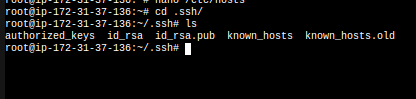 root@ip-172-31-37-136:~# nano /etc/hosts
root@ip-172-31-37-136:~# cd .ssh/
root@ip-172-31-37-136:~/.ssh# ls
authorized_keys  id_rsa  id_rsa.pub  known_hosts  known_hosts.old
root@ip-172-31-37-136:~/.ssh#